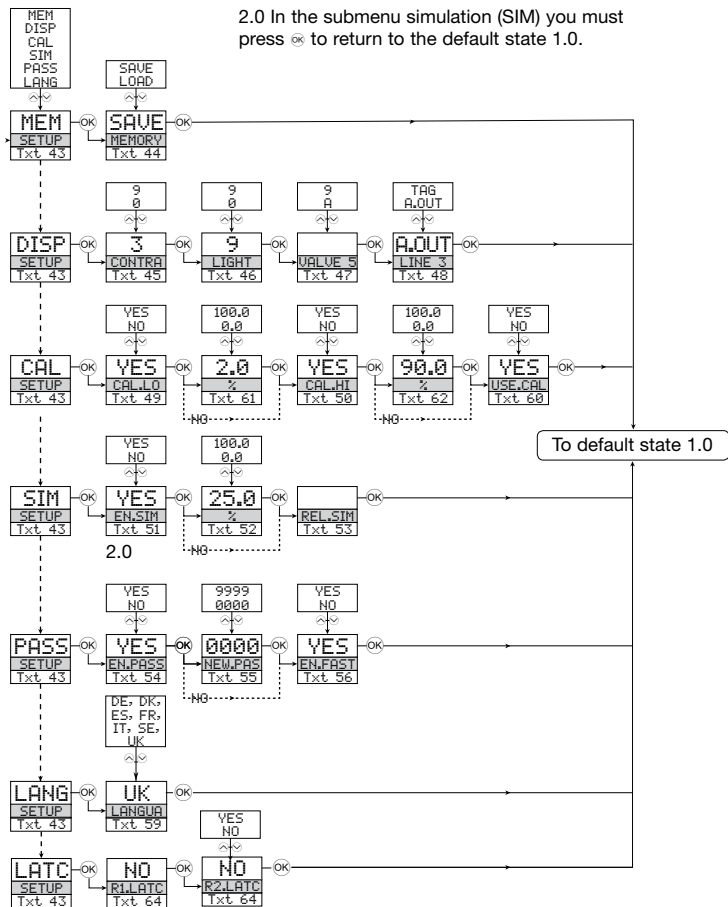 2.0 In the submenu simulation (SIM) you must
press OK to return to the default state 1.0.
MEM
DISP
CAL
SIM
PASS
LANG
SAVE
LOAD
MEM OK SAVE OK
SETUP MEMORY
Txt 43 Txt 44
9 9 9 TAG
0 0 A A.OUT
DISP OK 3 OK 9 OK OK A.OUT OK
SETUP CONTRA LIGHT VALVE 5 LINE 3
Txt 43 Txt 45 Txt 46 Txt 47 Txt 48
YES 100.0 YES 100.0 YES
NO 0.0 NO 0.0 NO
CAL OK YES OK 2.0 OK YES OK 90.0 OK YES OK
SETUP CAL.LO % CAL.HI % USE.CAL
Txt 43 Txt 49 Txt 61 Txt 50 Txt 62 Txt 60
NO NO
To default state 1.0
YES 100.0
NO 0.0
SIM OK YES OK 25.0 OK OK
SETUP EN.SIM % REL.SIM
Txt 43 Txt 51 Txt 52 Txt 53
2.0 NO
YES 9999 YES
NO 0000 NO
PASS OK YES OK 0000 OK YES OK
SETUP EN.PASS NEW.PAS EN.FAST
Txt 43 Txt 54 Txt 55 Txt 56
NO
DE, DK,
ES, FR,
IT, SE,
UK
LANG OK UK OK
SETUP LANGUA
Txt 43 Txt 59
YES
NO
LATC OK NO OK NO OK
SETUP R1.LATC R2.LATC
Txt 43 Txt 64 Txt 64